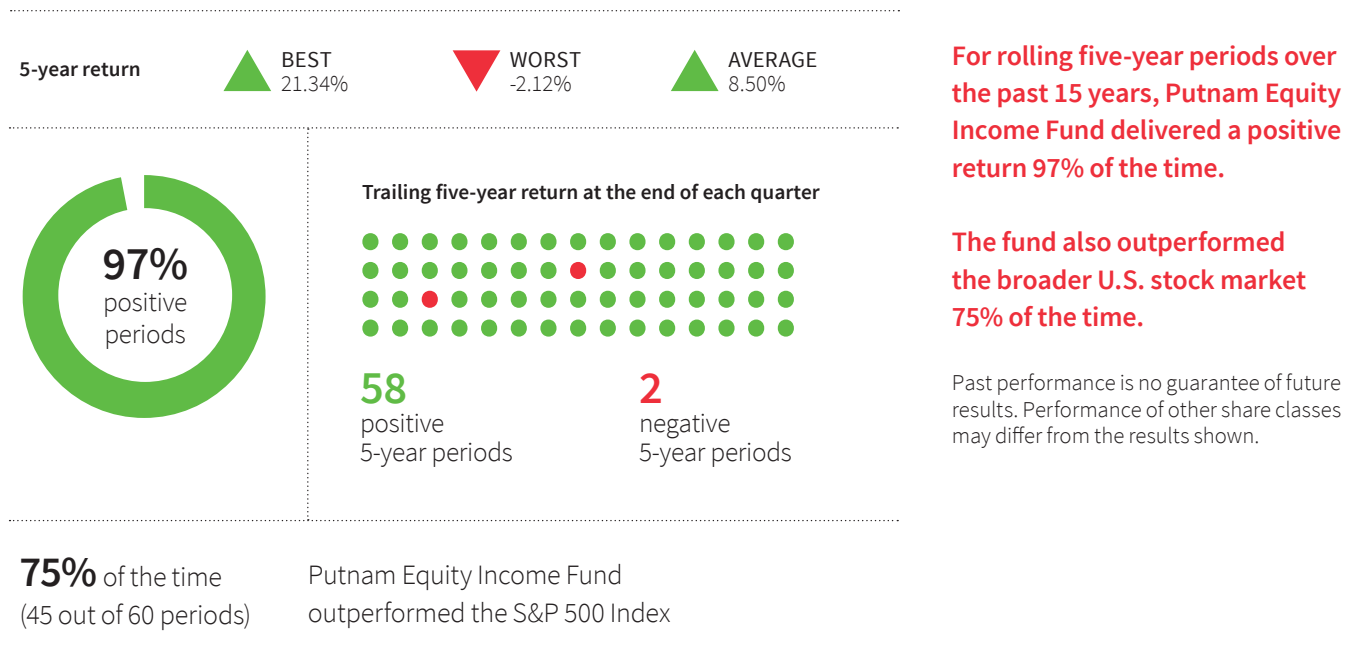 5-year return
BEST
21.34%
WORST
-2.12%
AVERAGE
8.50%
97%
positive
periods
Trailing five-year return at the end of each quarter
58
positive
5-year periods
2
negative
5-year periods
75% of the time
(45 out of 60 periods)
Putnam Equity Income Fund
outperformed the S&P 500 Index
For rolling five-year periods over
the past 15 years, Putnam Equity
Income Fund delivered a positive
return 97% of the time.
The fund also outperformed
the broader U.S. stock market
75% of the time.
Past performance is no guarantee of future
results. Performance of other share classes
may differ from the results shown.